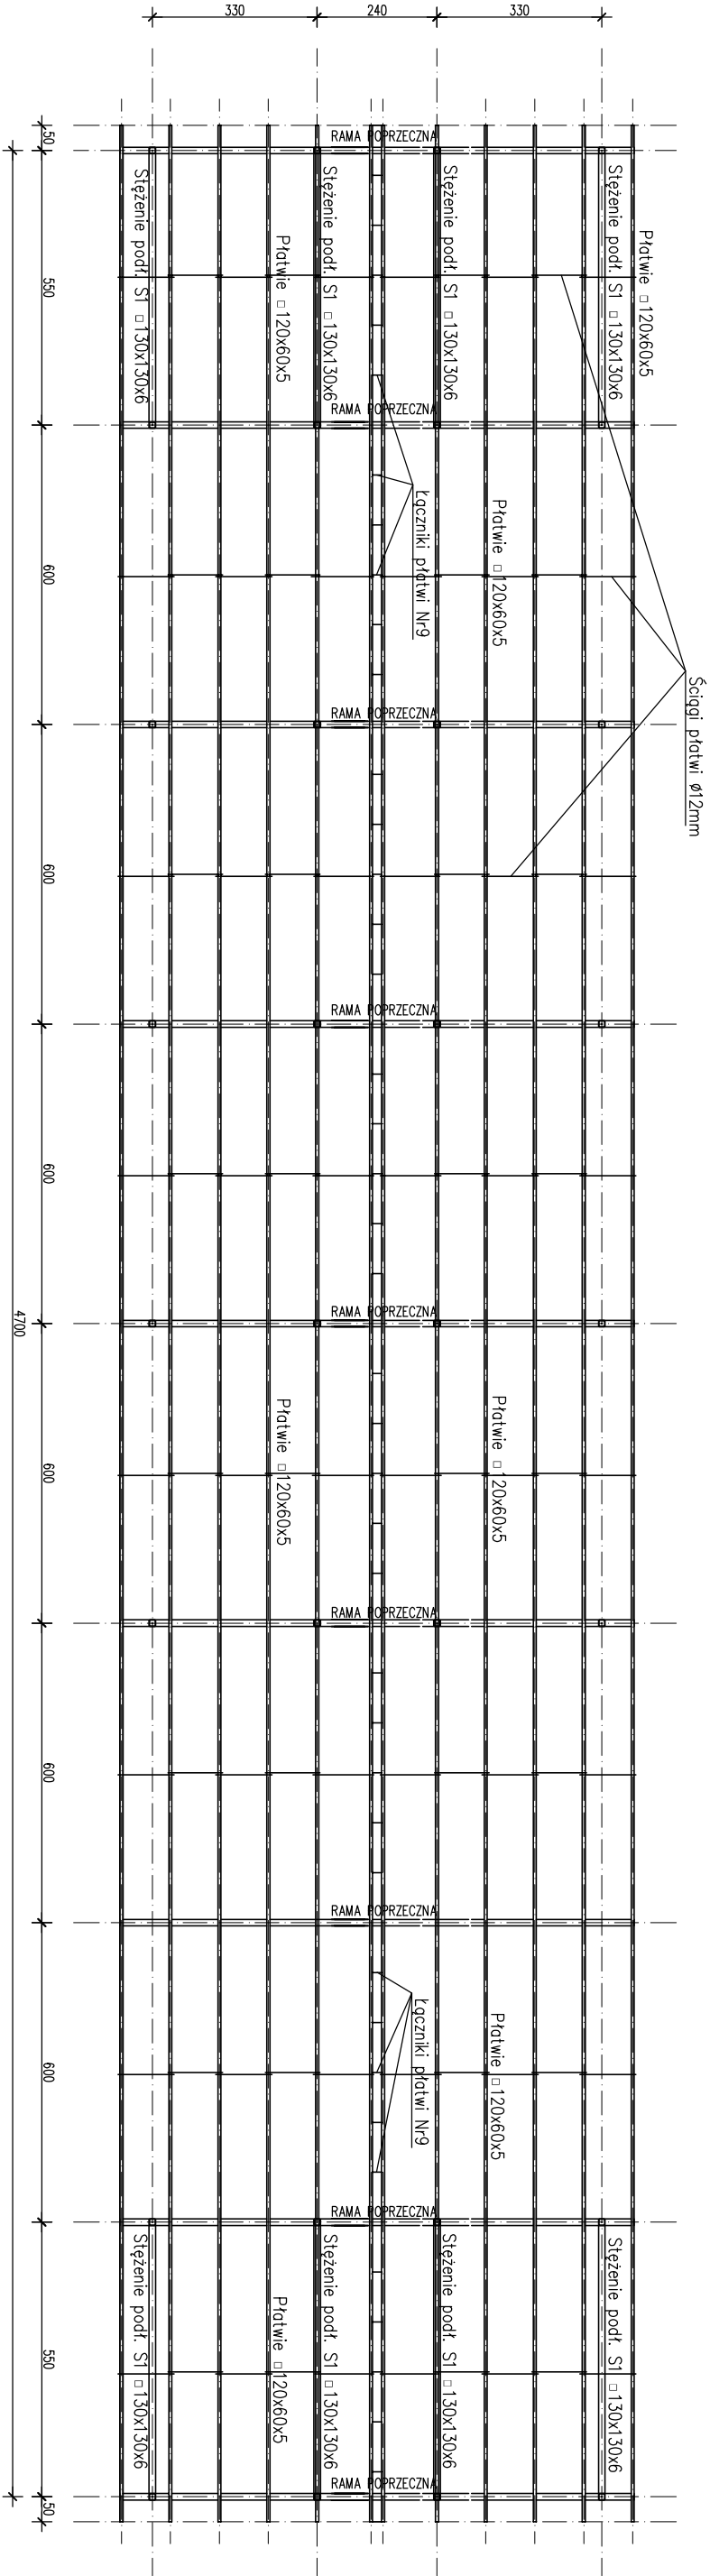 330
240
330
50
550
600
600
600
600
600
600
550
50
4700
RAMA POPRZECZNA
RAMA POPRZECZNA
RAMA POPRZECZNA
RAMA POPRZECZNA
RAMA POPRZECZNA
RAMA POPRZECZNA
RAMA POPRZECZNA
RAMA POPRZECZNA
RAMA POPRZECZNA
Stężenie podł. S1 □130x130x6
Stężenie podł. S1 □130x130x6
Stężenie podł. S1 □130x130x6
Stężenie podł. S1 □130x130x6
Płatwie □120x60x5
Płatwie □120x60x5
Płatwie □120x60x5
Łączniki płatwi Nr9
Ściągi płatwi ø12mm
Płatwie □120x60x5
Płatwie □120x60x5
Łączniki płatwi Nr9
Płatwie □120x60x5
Stężenie podł. S1 □130x130x6
Stężenie podł. S1 □130x130x6
Stężenie podł. S1 □130x130x6
Stężenie podł. S1 □130x130x6
Płatwie □120x60x5